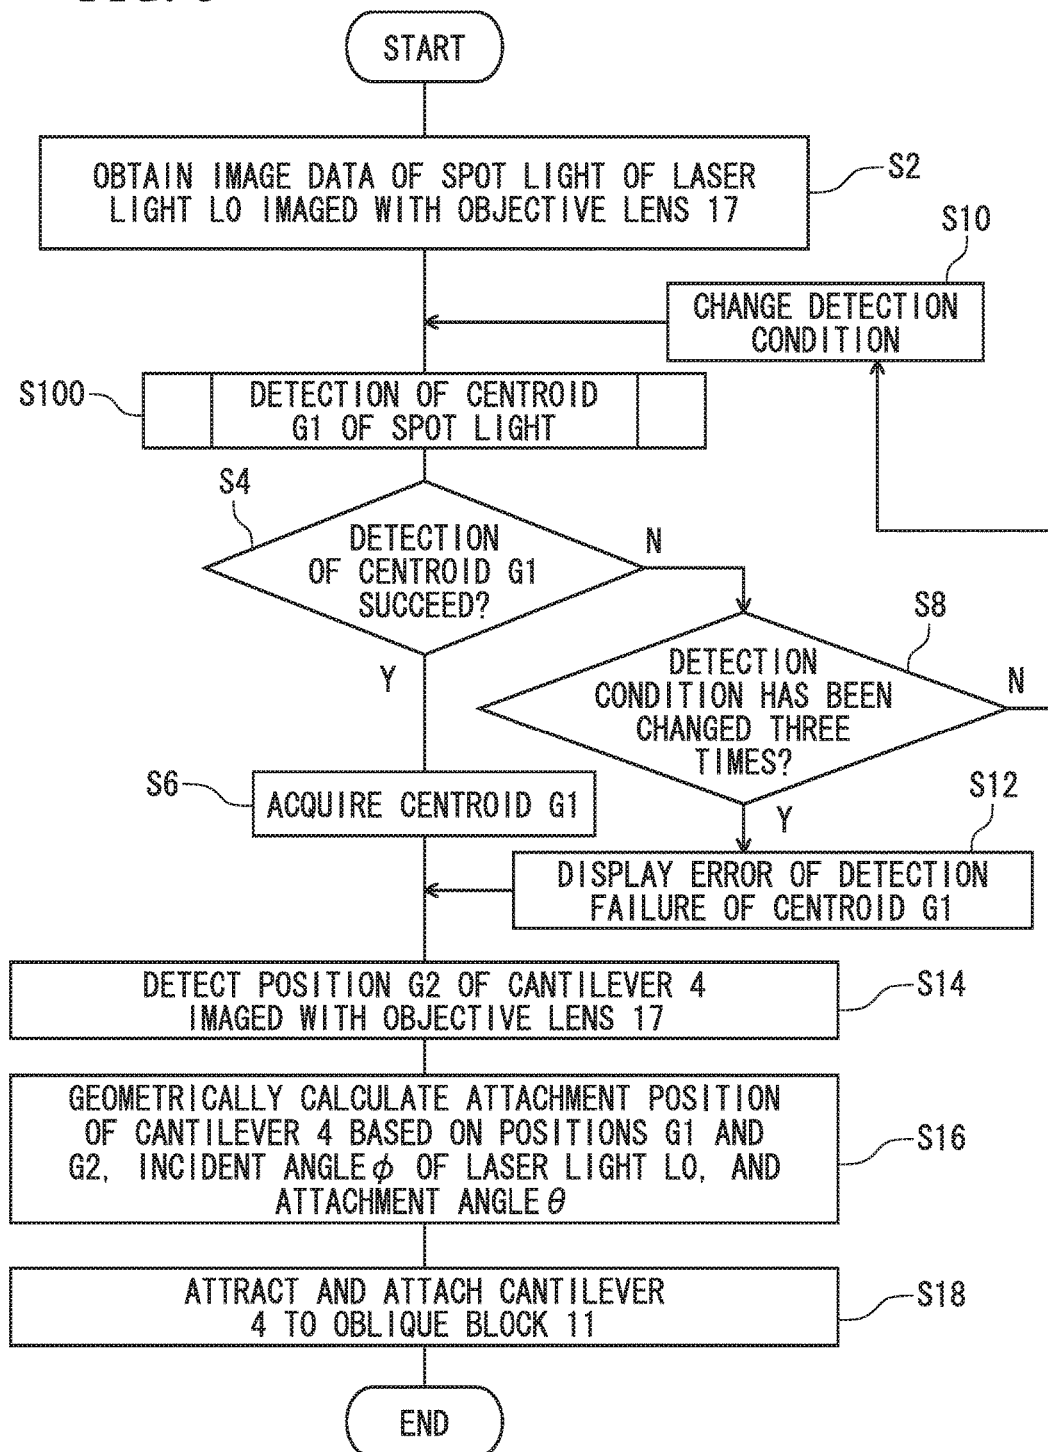 START
OBTAIN IMAGE DATA OF SPOT LIGHT OF LASER
LIGHT L0 IMAGED WITH OBJECTIVE LENS 17
S2
S10
CHANGE DETECTION
CONDITION
S100
DETECTION OF CENTROID
G1 OF SPOT LIGHT
S4
DETECTION
OF CENTROID G1
SUCCEED?
N
Y
S8
DETECTION
CONDITION HAS BEEN
CHANGED THREE
TIMES?
N
Y
S6
ACQUIRE CENTROID G1
S12
DISPLAY ERROR OF DETECTION
FAILURE OF CENTROID G1
DETECT POSITION G2 OF CANTILEVER 4
IMAGED WITH OBJECTIVE LENS 17
S14
GEOMETRICALLY CALCULATE ATTACHMENT POSITION
OF CANTILEVER 4 BASED ON POSITIONS G1 AND
G2, INCIDENT ANGLE ϕ OF LASER LIGHT L0, AND
ATTACHMENT ANGLE θ
S16
ATTRACT AND ATTACH CANTILEVER
4 TO OBLIQUE BLOCK 11
S18
END